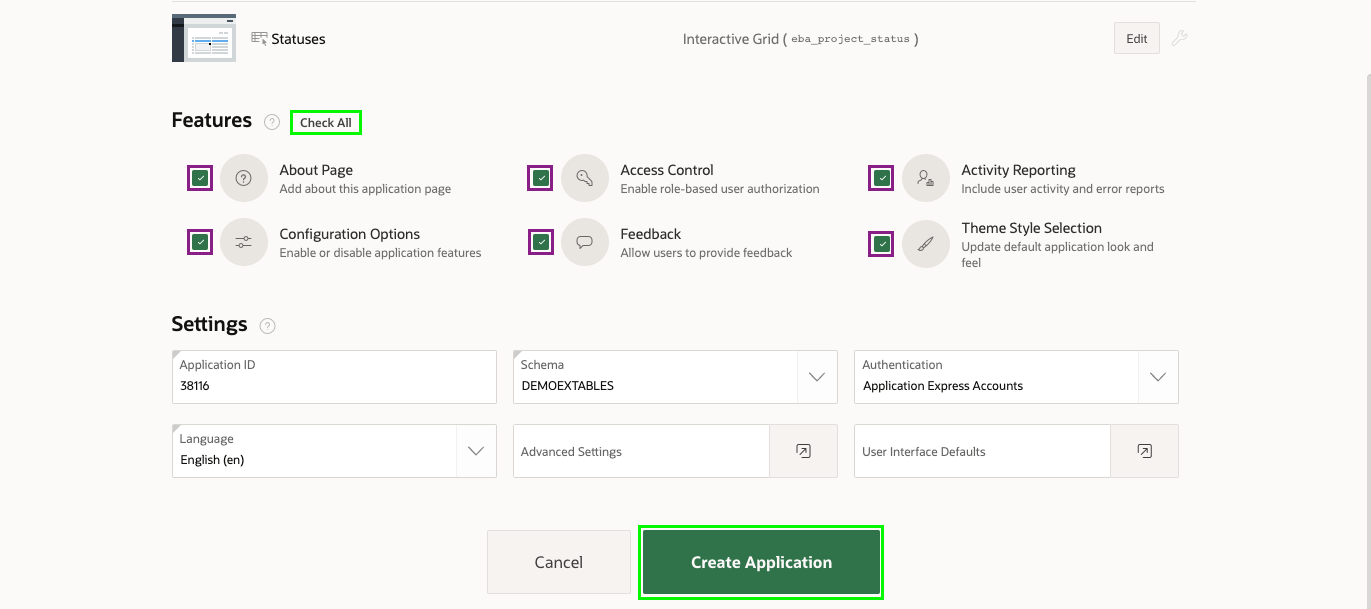 Statuses
Interactive Grid ( eba_project_status )
Edit
Features
?
Check All
?
About Page
Add about this application page
Access Control
Enable role-based user authorization
Activity Reporting
Include user activity and error reports
Configuration Options
Enable or disable application features
Feedback
Allow users to provide feedback
Theme Style Selection
Update default application look and
feel
Settings
?
Application ID
38116
Schema
DEMOEXTABLES
Authentication
Application Express Accounts
Language
English (en)
Advanced Settings
User Interface Defaults
Cancel
Create Application